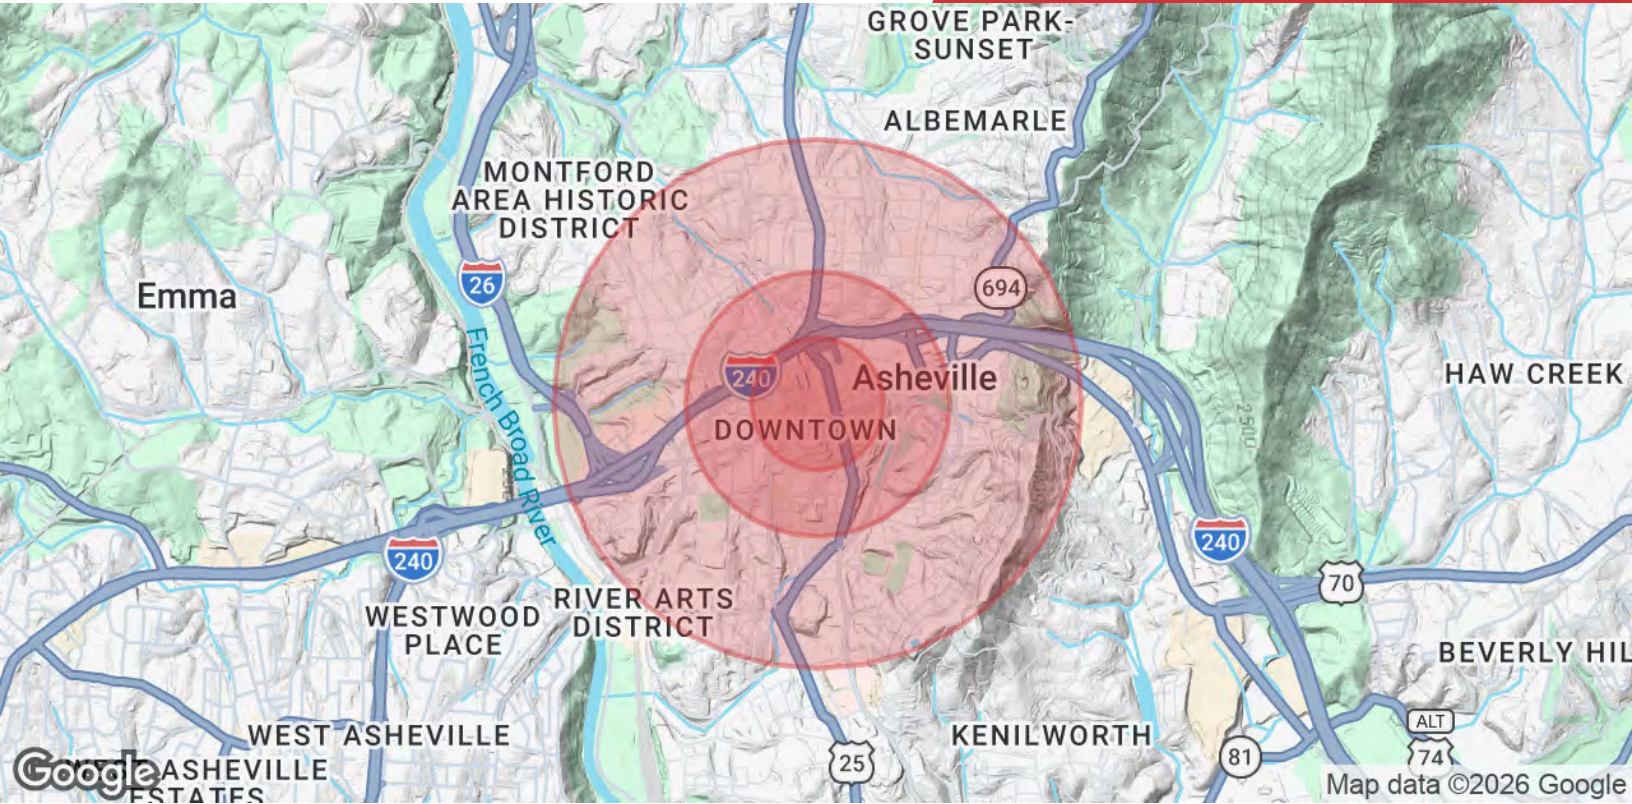 GROVE PARK-
SUNSET
ALBEMARLE
MONTFORD
AREA HISTORIC
DISTRICT
26
Emma
694
French Broad River
240
Asheville
HAW CREEK
DOWNTOWN
2500
240
240
70
RIVER ARTS
DISTRICT
WESTWOOD
PLACE
BEVERLY HIL
WEST ASHEVILLE
KENILWORTH
ALT
74
25
81
Google
WEST ASHEVILLE
ESTATES
Map data ©2026 Google